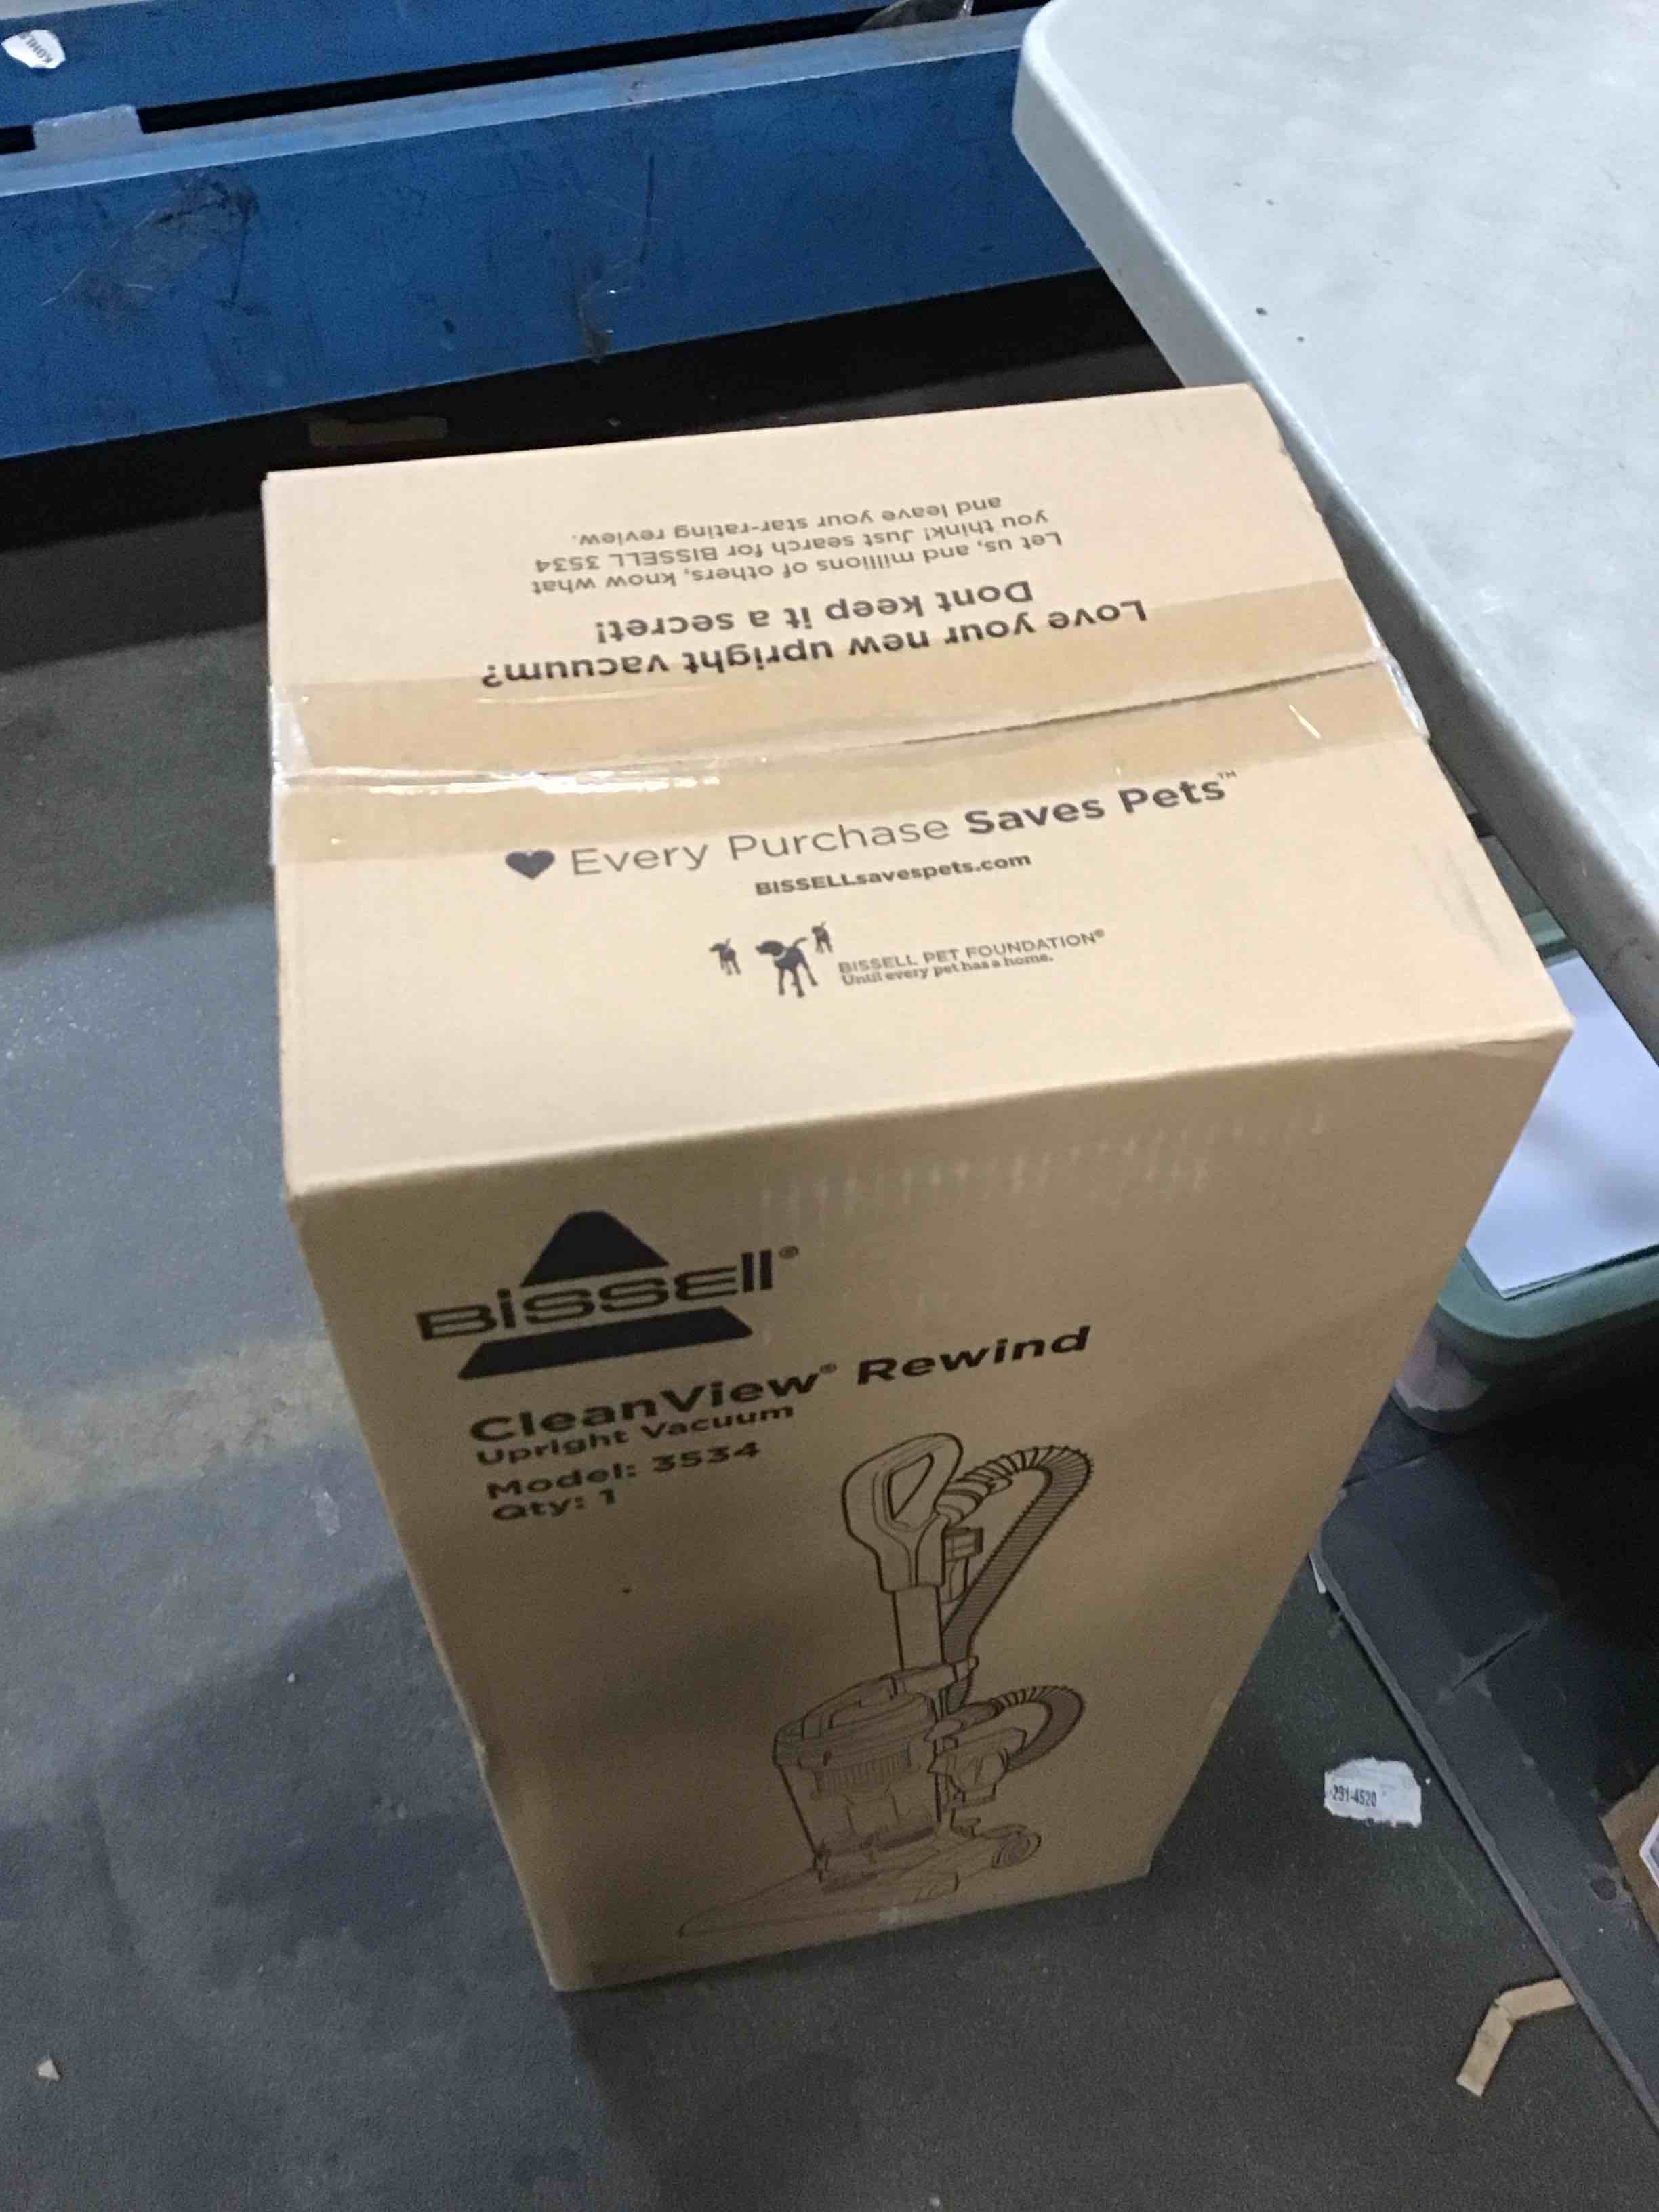 Love your new upright vacuum?
Dont keep it a secret!
Let us, and millions of others, know what
you think! Just search for BISSELL 3534
and leave your star-rating review.
Every Purchase Saves Pets™
BISSELLsavespets.com
BISSELL PET FOUNDATION®
Until every pet has a home.
BISSELL®
CleanView® Rewind
Upright Vacuum
Model: 3534
Qty: 1
291-4520